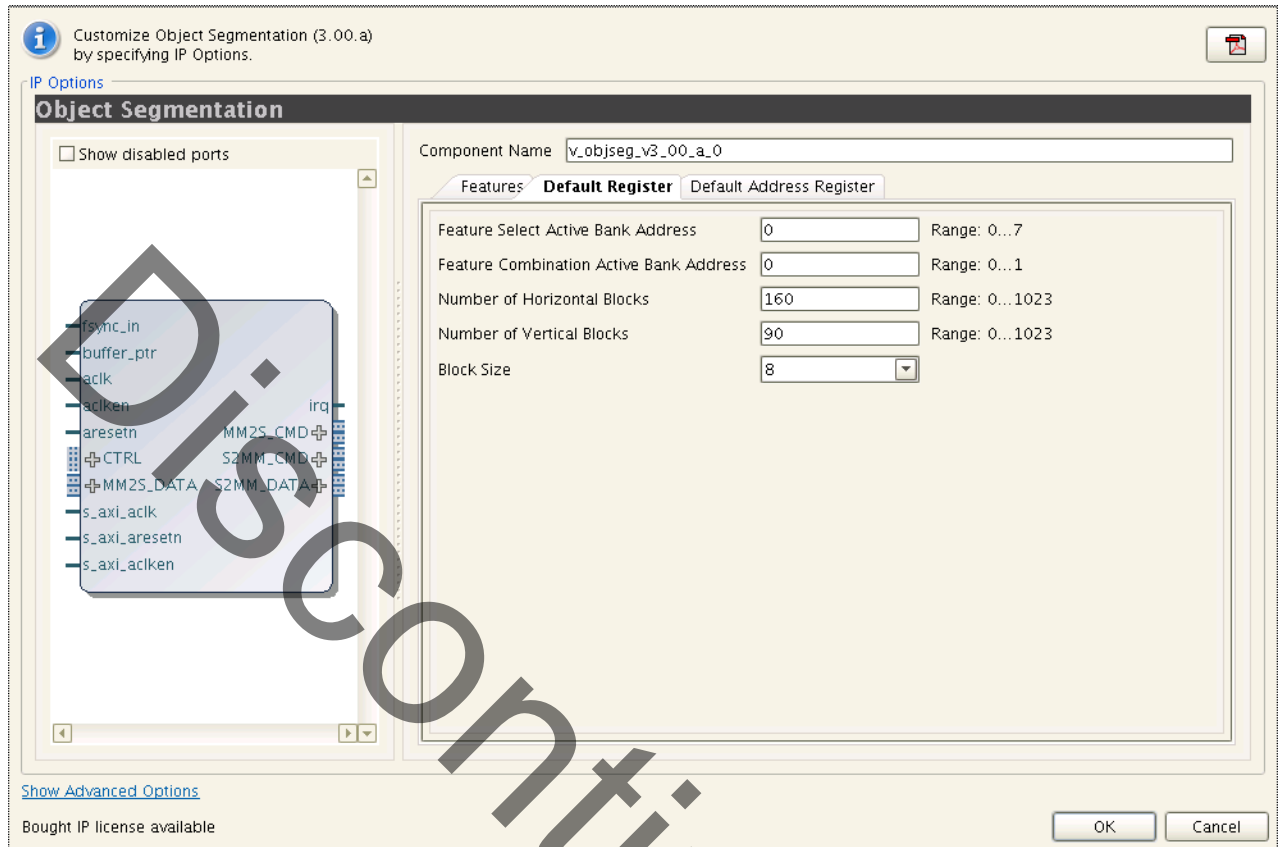 Customize Object Segmentation (3.00.a)
by specifying IP Options.
IP Options
Object Segmentation
Show disabled ports
fsync_in
buffer_ptr
aclk
aclken
irq
aresetn
MM2S_CMD
CTRL
S2MM_CMD
MM2S_DATA
S2MM_DATA
s_axi_aclk
s_axi_aresetn
s_axi_aclken
Component Name v_objseg_v3_00_a_0
Features Default Register Default Address Register
Feature Select Active Bank Address 0 Range: 0...7
Feature Combination Active Bank Address 0 Range: 0...1
Number of Horizontal Blocks 160 Range: 0...1023
Number of Vertical Blocks 90 Range: 0...1023
Block Size 8
Show Advanced Options
Bought IP license available
OK Cancel
Disconti